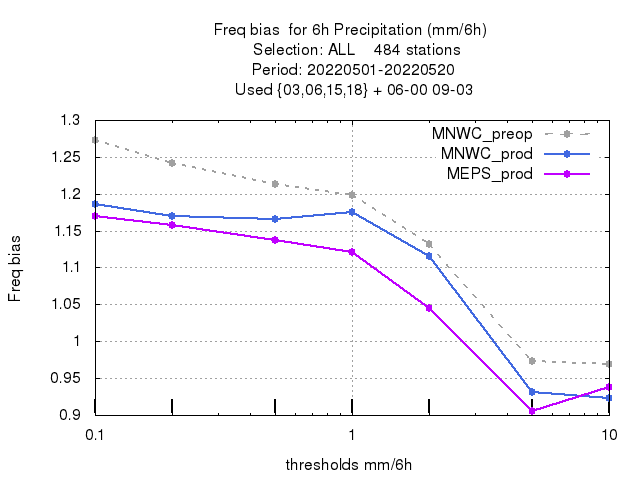 Freq bias  for 6h Precipitation (mm/6h)
Selection: ALL    484 stations
Period: 20220501-20220520
Used {03,06,15,18} + 06-00 09-03
MNWC_preop
MNWC_prod
MEPS_prod
1.3
1.25
1.2
1.15
1.1
1.05
1
0.95
0.9
Freq bias
0.1 1 10
thresholds mm/6h